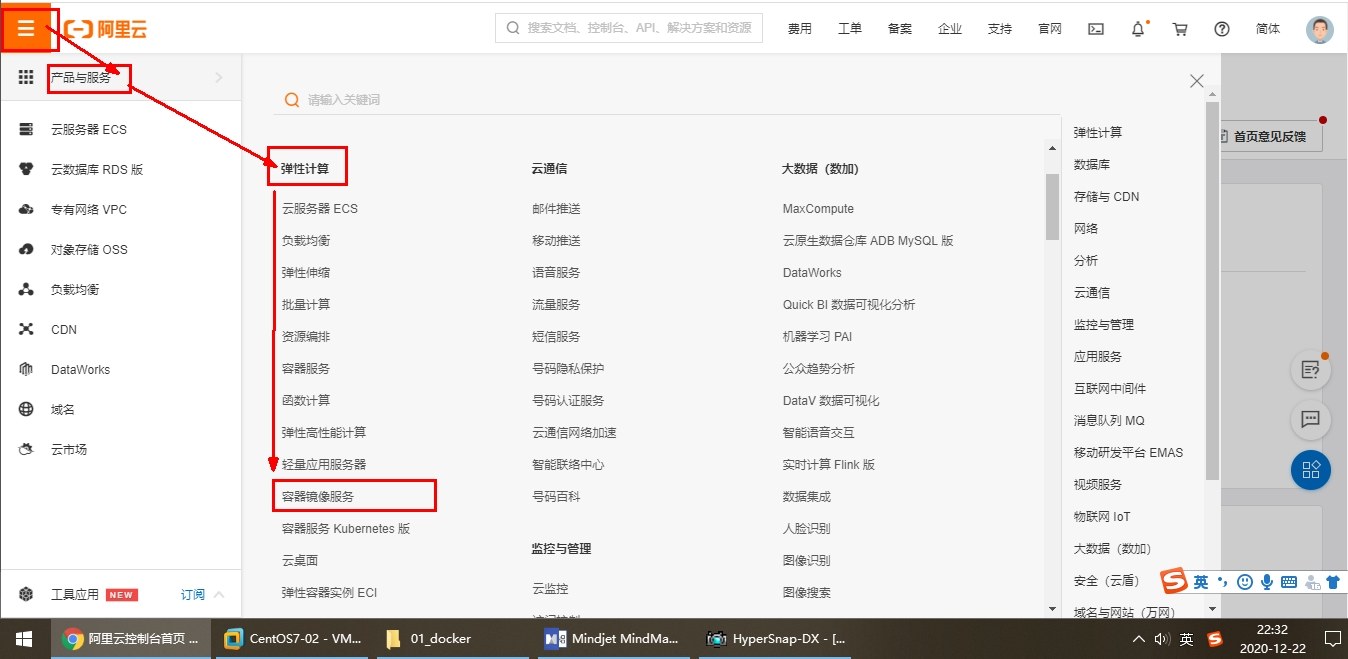 阿里云
搜索文档、控制台、API、解决方案和资源
费用
工单
备案
企业
支持
官网
简体
产品与服务
云服务器 ECS
云数据库 RDS 版
专有网络 VPC
对象存储 OSS
负载均衡
CDN
DataWorks
域名
云市场
工具应用 NEW 订阅
请输入关键词
弹性计算
云服务器 ECS
负载均衡
弹性伸缩
批量计算
资源编排
容器服务
函数计算
弹性高性能计算
轻量应用服务器
容器镜像服务
容器服务 Kubernetes 版
云桌面
弹性容器实例 ECI
云通信
邮件推送
移动推送
语音服务
流量服务
短信服务
号码隐私保护
号码认证服务
云通信网络加速
智能联络中心
号码百科
监控与管理
云监控
大数据（数加）
MaxCompute
云原生数据仓库 ADB MySQL 版
DataWorks
Quick BI 数据可视化分析
机器学习 PAI
公众趋势分析
DataV 数据可视化
智能语音交互
实时计算 Flink 版
数据集成
人脸识别
图像识别
图像搜索
弹性计算
数据库
存储与 CDN
网络
分析
云通信
监控与管理
应用服务
互联网中间件
消息队列 MQ
移动研发平台 EMAS
视频服务
物联网 IoT
大数据（数加）
安全（云盾）
域名与网站（万网）
首页意见反馈
英
阿里云控制台首页 ...
CentOS7-02 - VM...
01_docker
Mindjet MindMa...
HyperSnap-DX - [...
英
22:32
2020-12-22